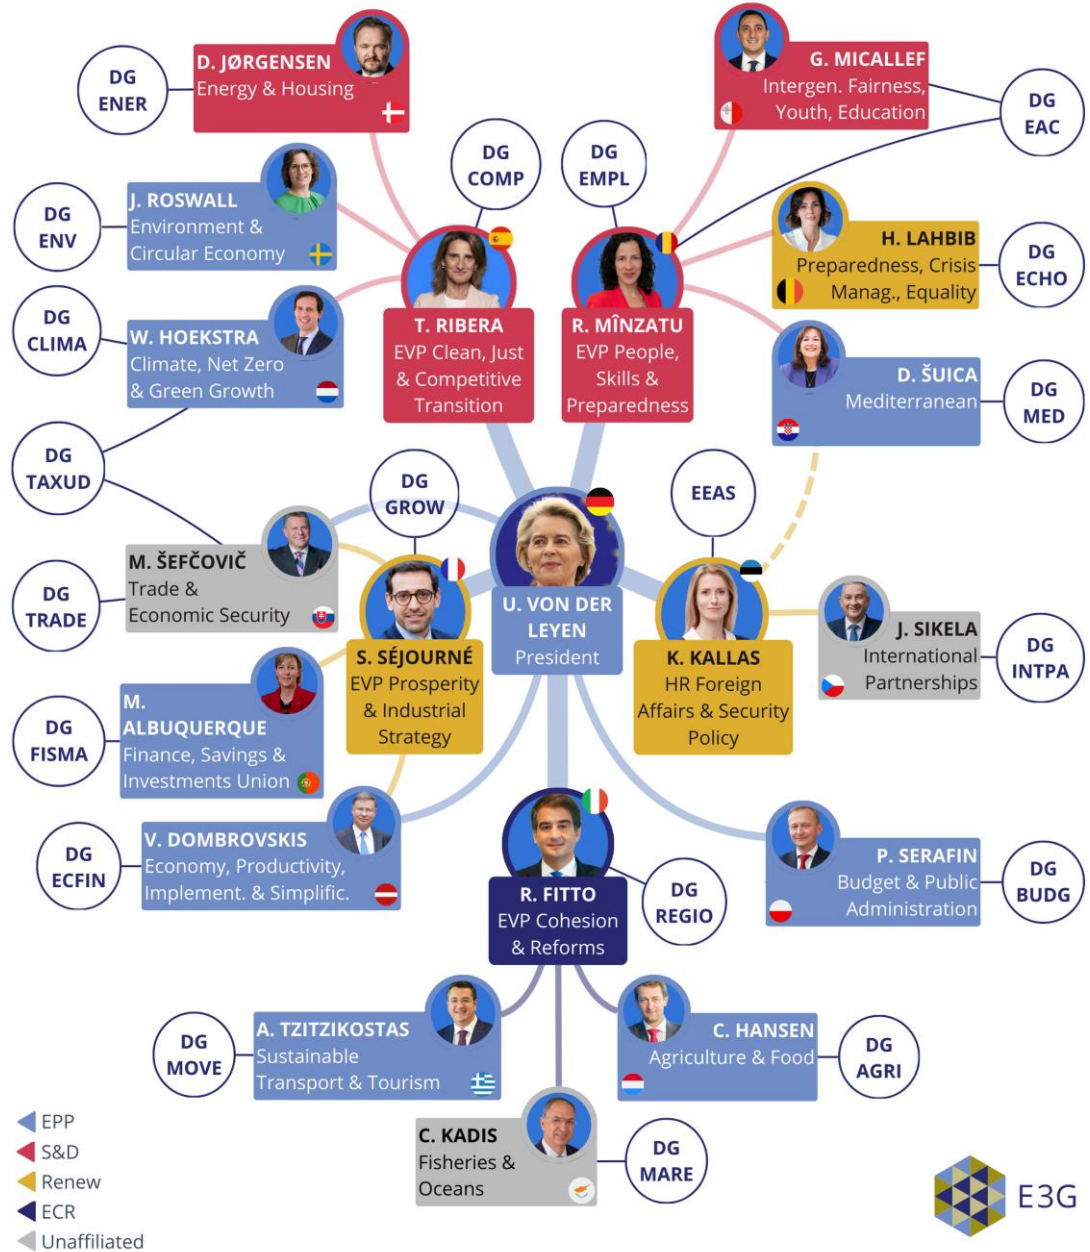 DG
ENER
D. JØRGENSEN
Energy & Housing
G. MICALLEF
Intergen. Fairness,
Youth, Education
DG
EAC
DG
COMP
DG
EMPL
DG
ENV
J. ROSWALL
Environment &
Circular Economy
H. LAHBIB
Preparedness, Crisis
Manag., Equality
DG
ECHO
DG
CLIMA
W. HOEKSTRA
Climate, Net Zero
& Green Growth
T. RIBERA
EVP Clean, Just
& Competitive
Transition
R. MÎNZATU
EVP People,
Skills &
Preparedness
D. ŠUICA
Mediterranean
DG
MED
DG
TAXUD
DG
GROW
EEAS
M. ŠEFČOVIČ
Trade &
Economic Security
DG
TRADE
S. SÉJOURNÉ
EVP Prosperity
& Industrial
Strategy
U. VON DER
LEYEN
President
K. KALLAS
HR Foreign
Affairs & Security
Policy
J. SIKELA
International
Partnerships
DG
INTPA
DG
FISMA
M.
ALBUQUERQUE
Finance, Savings &
Investments Union
DG
ECFIN
V. DOMBROVSKIS
Economy, Productivity,
Implement. & Simplific.
R. FITTO
EVP Cohesion
& Reforms
DG
REGIO
P. SERAFIN
Budget & Public
Administration
DG
BUDG
DG
MOVE
A. TZITZIKOSTAS
Sustainable
Transport & Tourism
C. HANSEN
Agriculture & Food
DG
AGRI
C. KADIS
Fisheries &
Oceans
DG
MARE
EPP
S&D
Renew
ECR
Unaffiliated
E3G